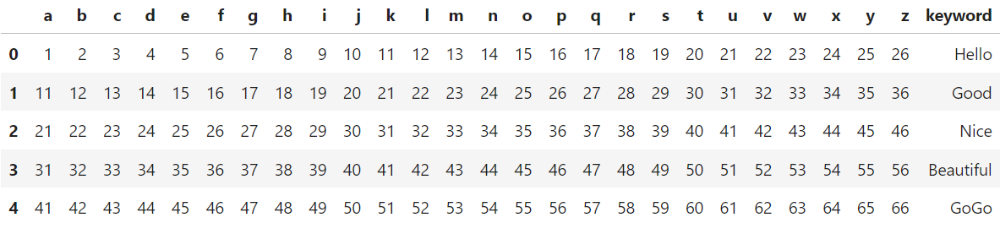 a b c d e f g h i j k l m n o p q r s t u v w x y z keyword
0 1 2 3 4 5 6 7 8 9 10 11 12 13 14 15 16 17 18 19 20 21 22 23 24 25 26 Hello
1 11 12 13 14 15 16 17 18 19 20 21 22 23 24 25 26 27 28 29 30 31 32 33 34 35 36 Good
2 21 22 23 24 25 26 27 28 29 30 31 32 33 34 35 36 37 38 39 40 41 42 43 44 45 46 Nice
3 31 32 33 34 35 36 37 38 39 40 41 42 43 44 45 46 47 48 49 50 51 52 53 54 55 56 Beautiful
4 41 42 43 44 45 46 47 48 49 50 51 52 53 54 55 56 57 58 59 60 61 62 63 64 65 66 GoGo